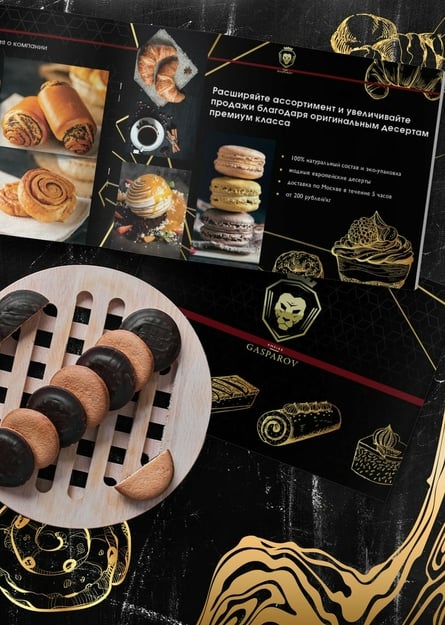 ия о компании
Расширяйте ассортимент и увеличивайте
продажи благодаря оригинальным десертам
премиум класса
• 100% натуральный состав и эко-упаковка
• модные европейские десерты
• доставка по Москве в течение 5 часов
• от 200 рублей/кг
GASPAROV